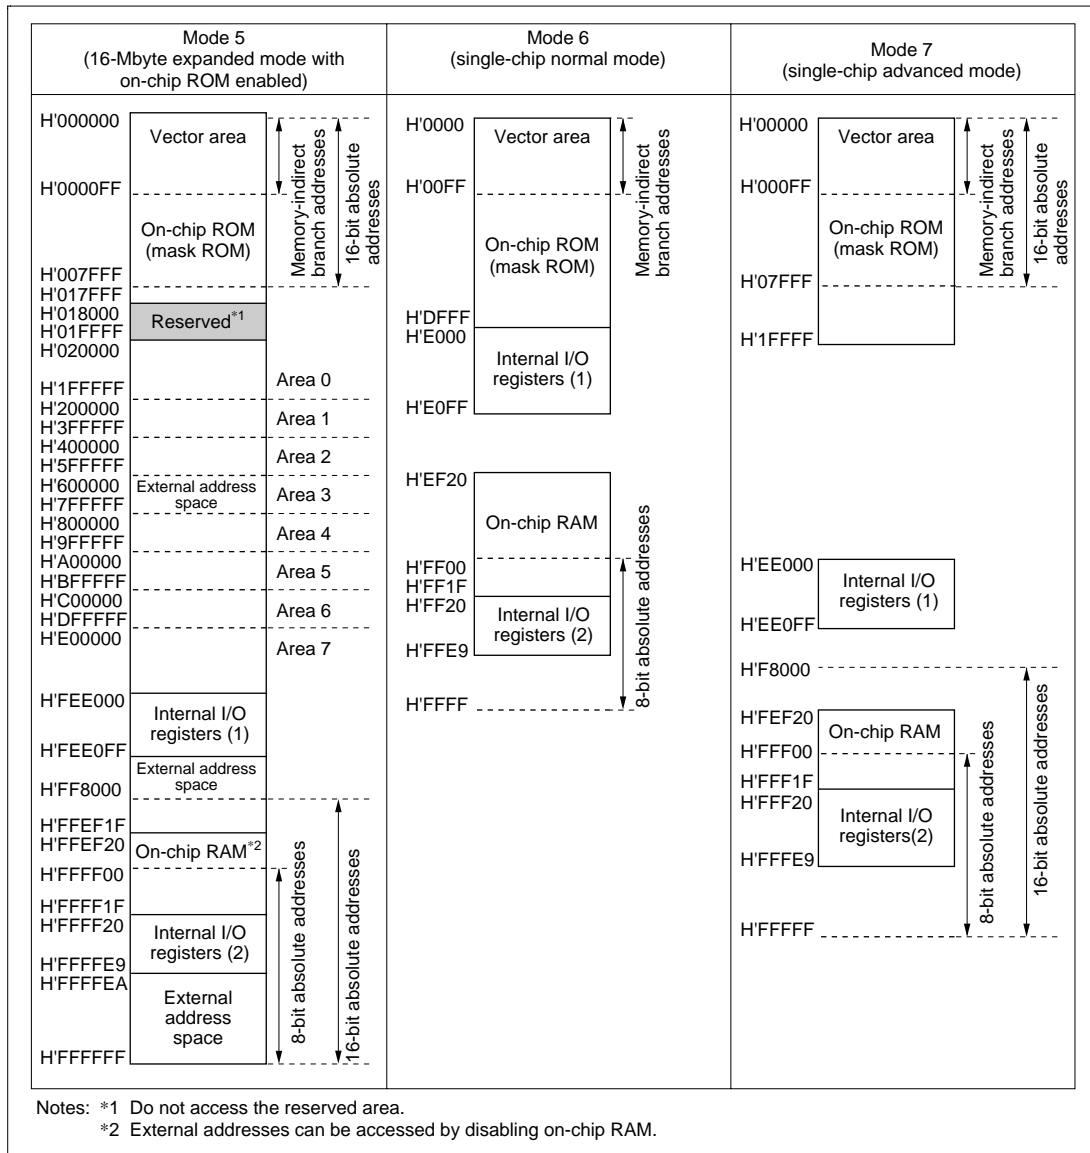 Mode 5
(16-Mbyte expanded mode with
on-chip ROM enabled)
H'000000
Vector area
H'0000FF
On-chip ROM
(mask ROM)
H'007FFF
H'017FFF
H'018000
Reserved*1
H'01FFFF
H'020000
Memory-indirect
branch addresses
16-bit absolute
addresses
Area 0
H'1FFFFF
H'200000
Area 1
H'3FFFFF
H'400000
Area 2
H'5FFFFF
H'600000
External address
space
Area 3
H'7FFFFF
H'800000
Area 4
H'9FFFFF
H'A00000
Area 5
H'BFFFFF
H'C00000
Area 6
H'DFFFFF
H'E00000
Area 7
H'FEE000
Internal I/O
registers (1)
H'FEE0FF
External address
space
H'FF8000
H'FFEF1F
H'FFEF20
On-chip RAM*2
H'FFFF00
H'FFFF1F
H'FFFF20
Internal I/O
registers (2)
H'FFFFE9
H'FFFFEA
External
address
space
H'FFFFFF
8-bit absolute addresses
16-bit absolute addresses
Mode 6
(single-chip normal mode)
H'0000
Vector area
H'00FF
On-chip ROM
(mask ROM)
Memory-indirect
branch addresses
H'DFFF
H'E000
Internal I/O
registers (1)
H'E0FF
H'EF20
On-chip RAM
H'FF00
H'FF1F
H'FF20
Internal I/O
registers (2)
H'FFE9
H'FFFF
8-bit absolute addresses
Mode 7
(single-chip advanced mode)
H'00000
Vector area
H'000FF
On-chip ROM
(mask ROM)
Memory-indirect
branch addresses
16-bit absolute
addresses
H'07FFF
H'1FFFF
H'EE000
Internal I/O
registers (1)
H'EE0FF
H'F8000
H'FEF20
On-chip RAM
H'FFF00
H'FFF1F
H'FFF20
Internal I/O
registers(2)
H'FFFE9
H'FFFFF
8-bit absolute addresses
16-bit absolute addresses
Notes: *1 Do not access the reserved area.
*2 External addresses can be accessed by disabling on-chip RAM.